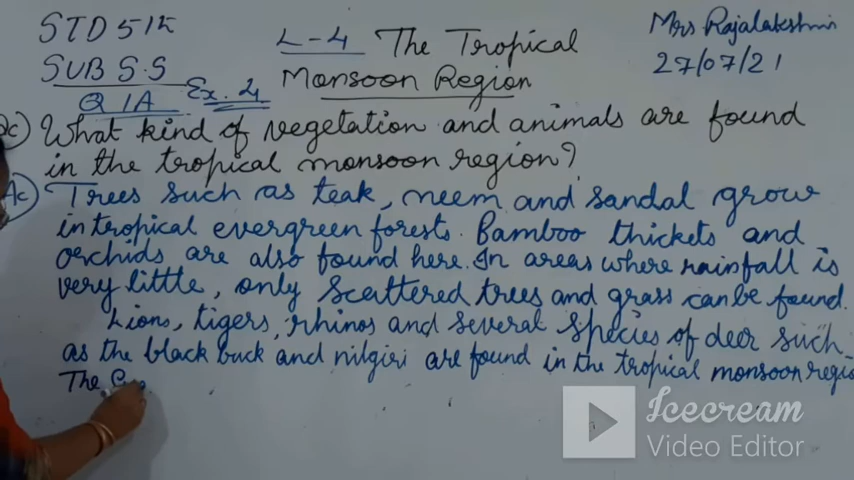 STD 5th
SUB S.S
Q 1A
Ex. 4
L-4 The Tropical
Monsoon Region
Mrs Rajalakshmi
27/07/21
Qc) What kind of vegetation and animals are found
in the tropical monsoon region?
Ac) Trees such as teak, neem and sandal grow
in tropical evergreen forests. Bamboo thickets and
orchids are also found here. In areas where rainfall is
very little, only scattered trees and grass can be found.
Lions, tigers, rhinos and several species of deer such
as the black buck and nilgiri are found in the tropical monsoon regio
The
Icecream
Video Editor